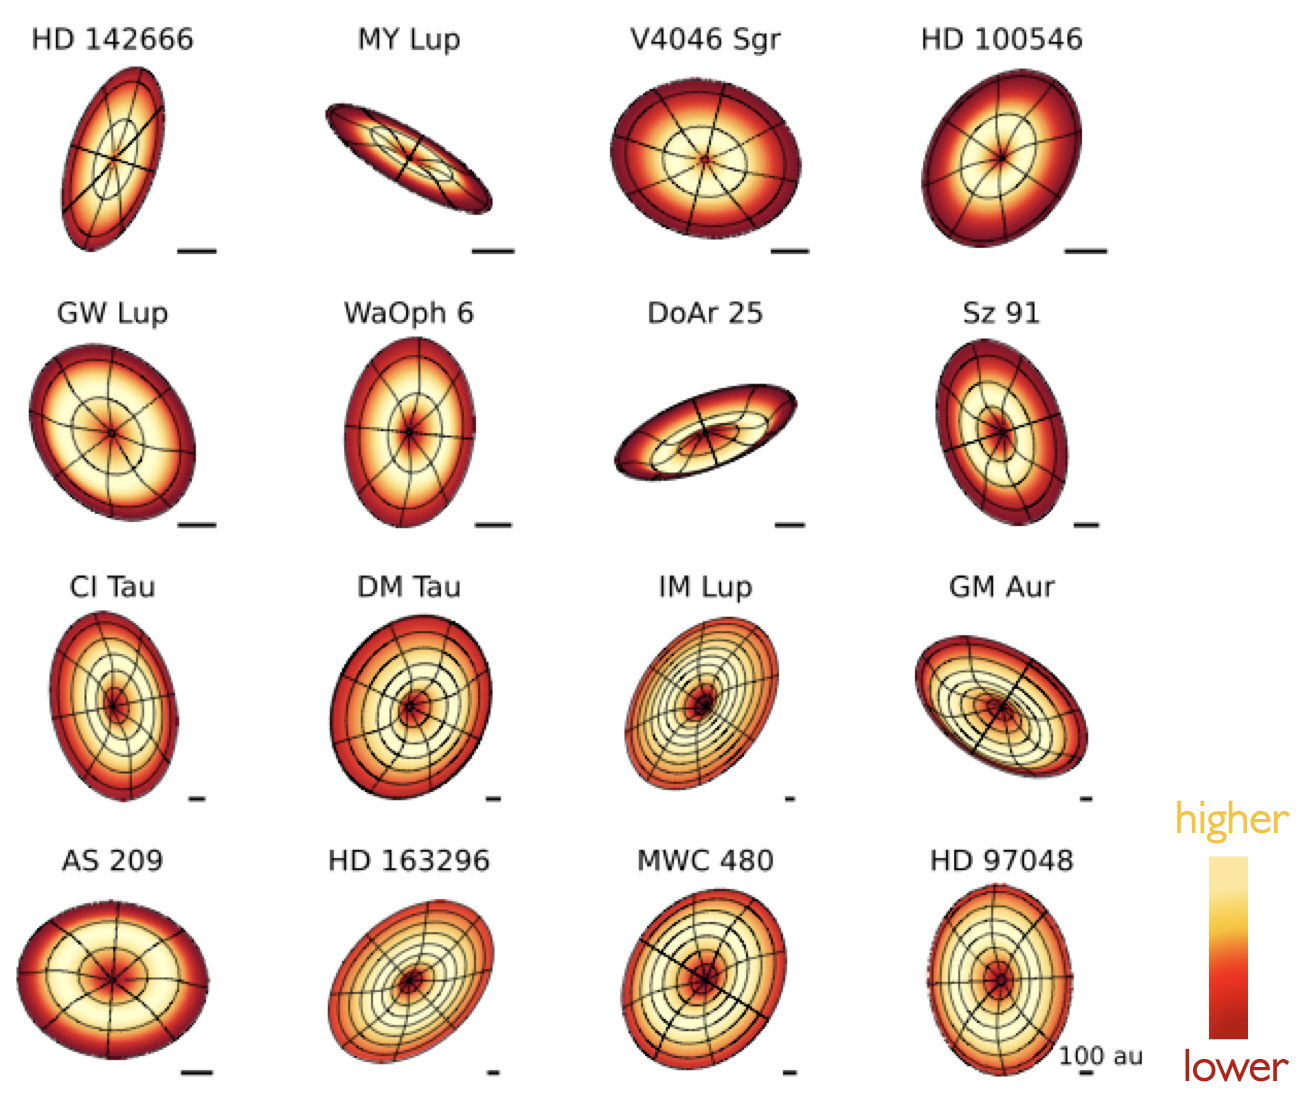 HD 142666 MY Lup V4046 Sgr HD 100546
GW Lup WaOph 6 DoAr 25 Sz 91
CI Tau DM Tau IM Lup GM Aur
higher
AS 209 HD 163296 MWC 480 HD 97048
100 au
lower